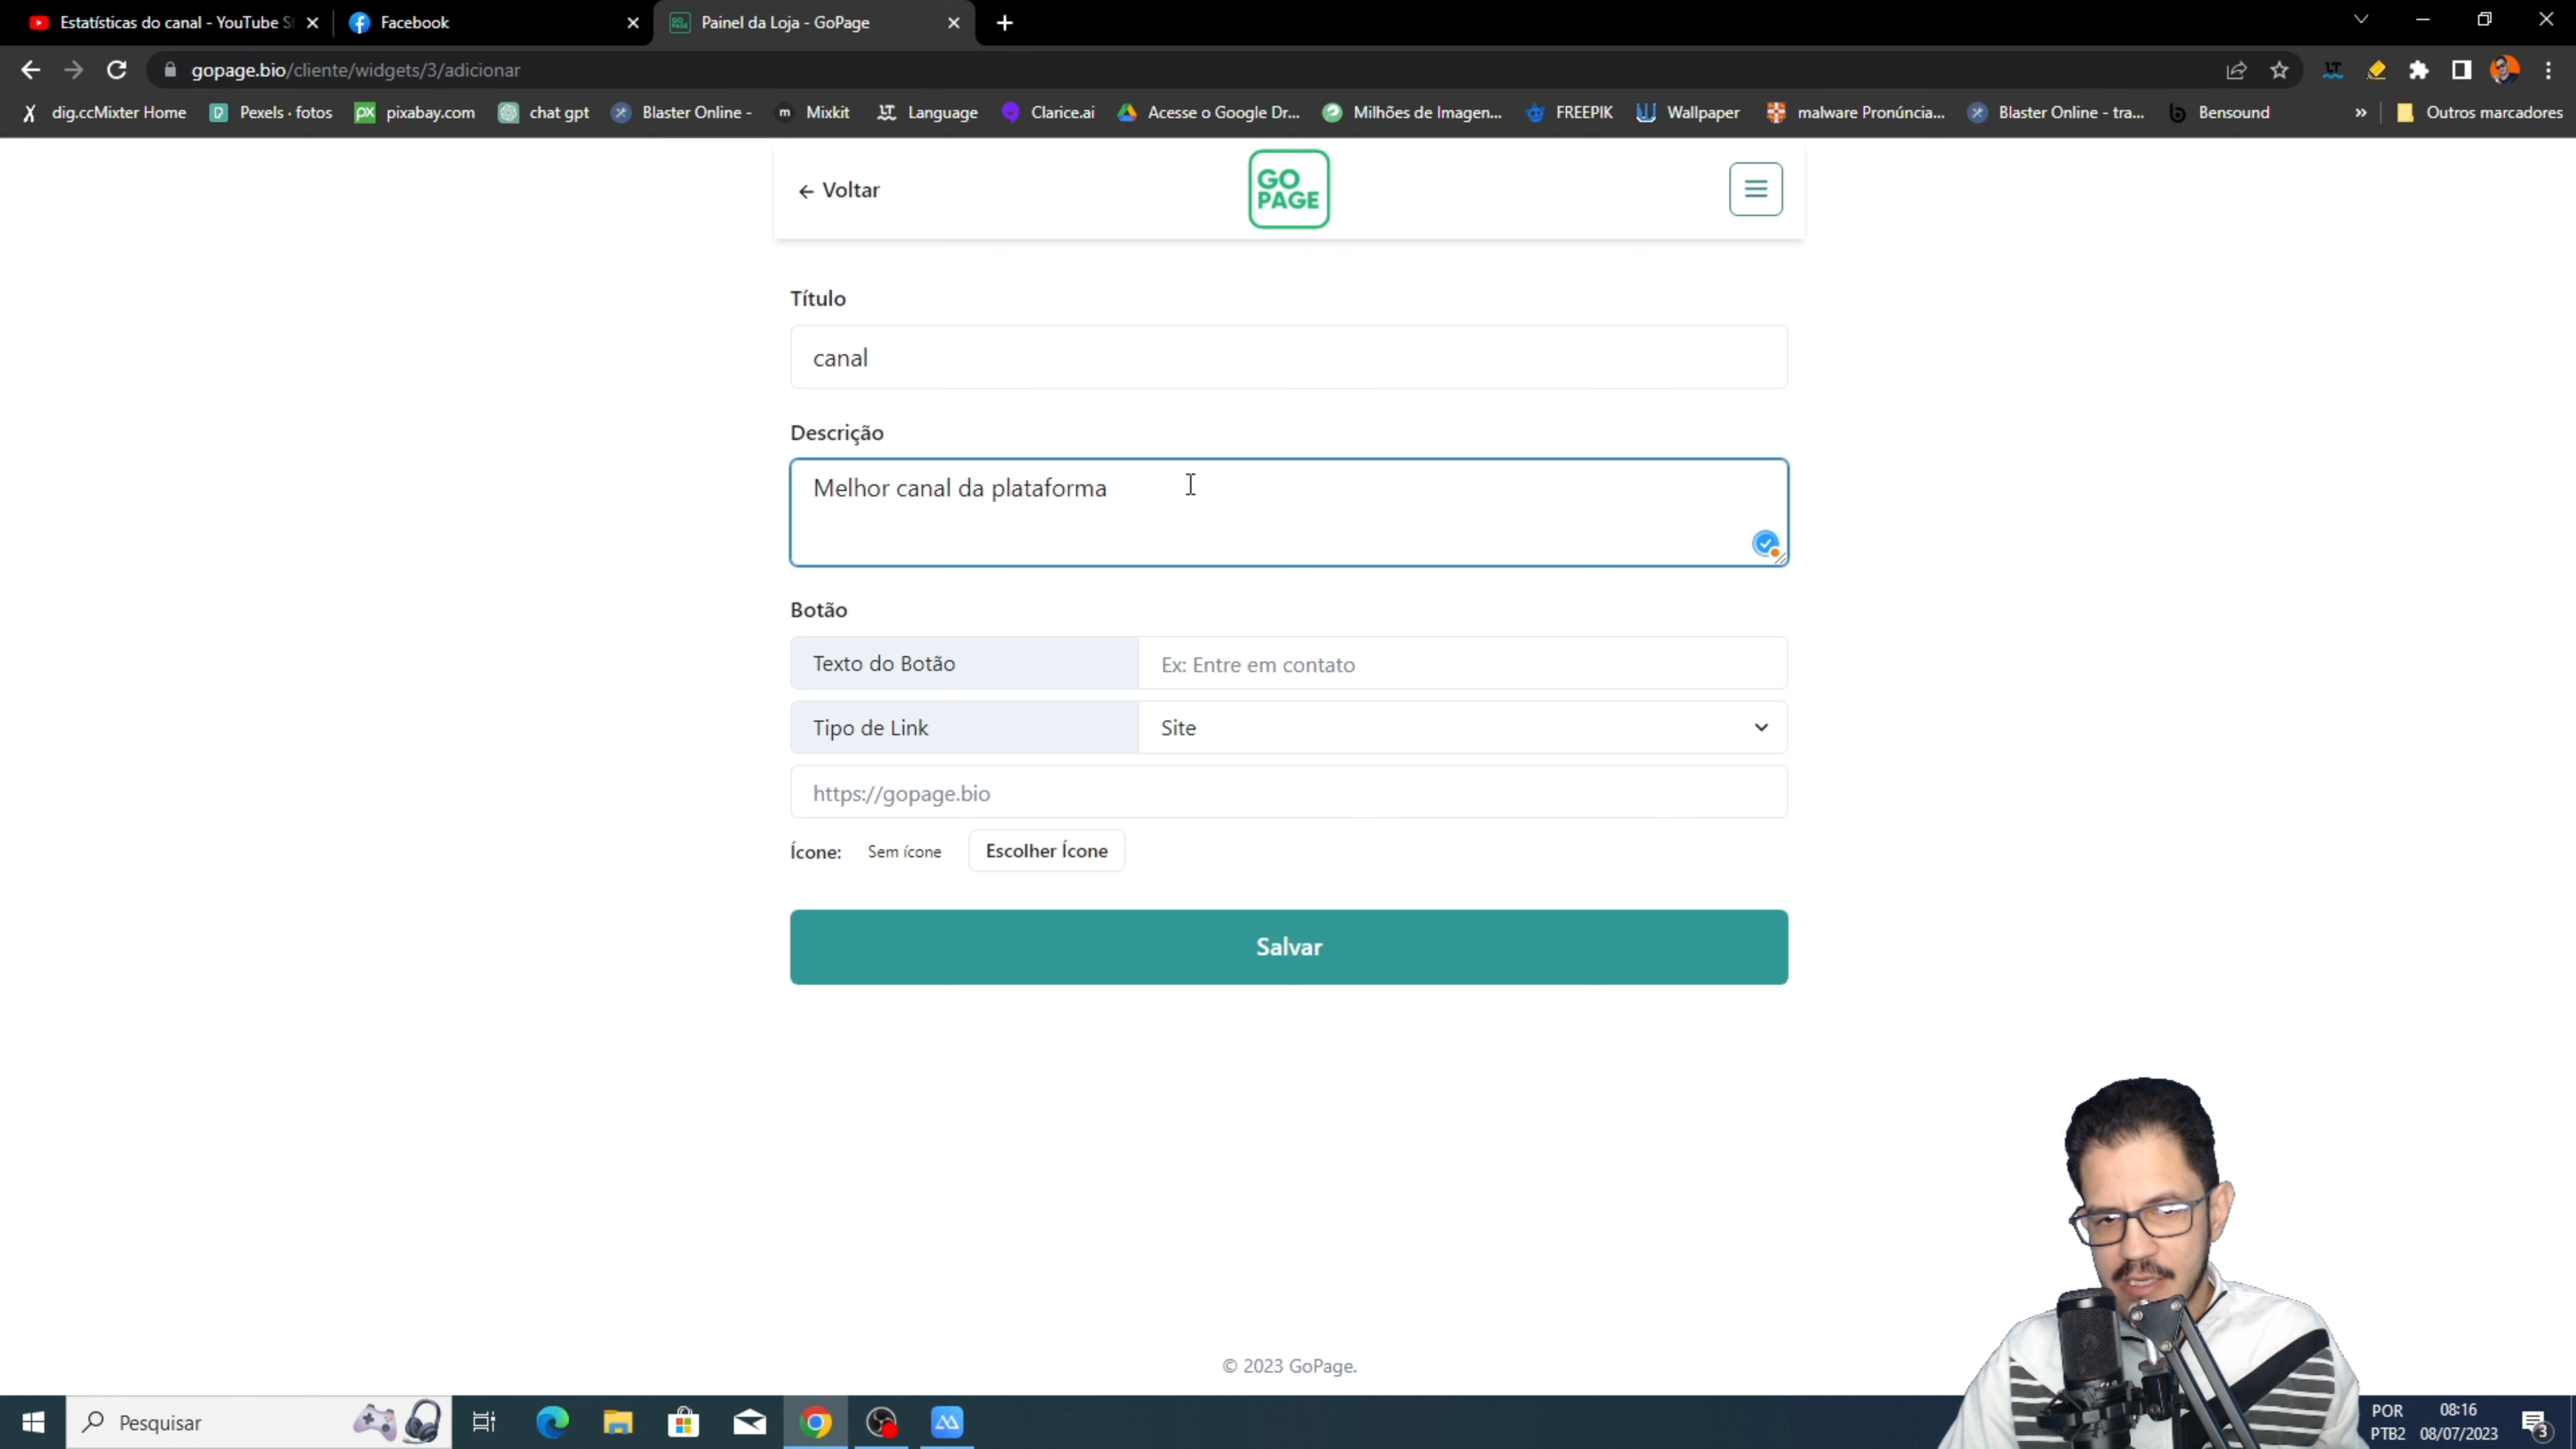 Estatísticas do canal - YouTube S
Facebook
Painel da Loja - GoPage
gopage.bio/cliente/widgets/3/adicionar
dig.ccMixter Home
Pexels · fotos
px pixabay.com
chat gpt
Blaster Online -
m Mixkit
LT Language
Clarice.ai
Acesse o Google Dr...
Milhões de Imagen...
FREEPIK
Wallpaper
malware Pronúncia...
Blaster Online - tra...
b Bensound
» Outros marcadores
← Voltar
GO
PAGE
Título
canal
Descrição
Melhor canal da plataforma
Botão
Texto do Botão Ex: Entre em contato
Tipo de Link Site
https://gopage.bio
Ícone: Sem ícone Escolher Ícone
Salvar
© 2023 GoPage.
Pesquisar
POR 08:16
PTB2 08/07/2023
3